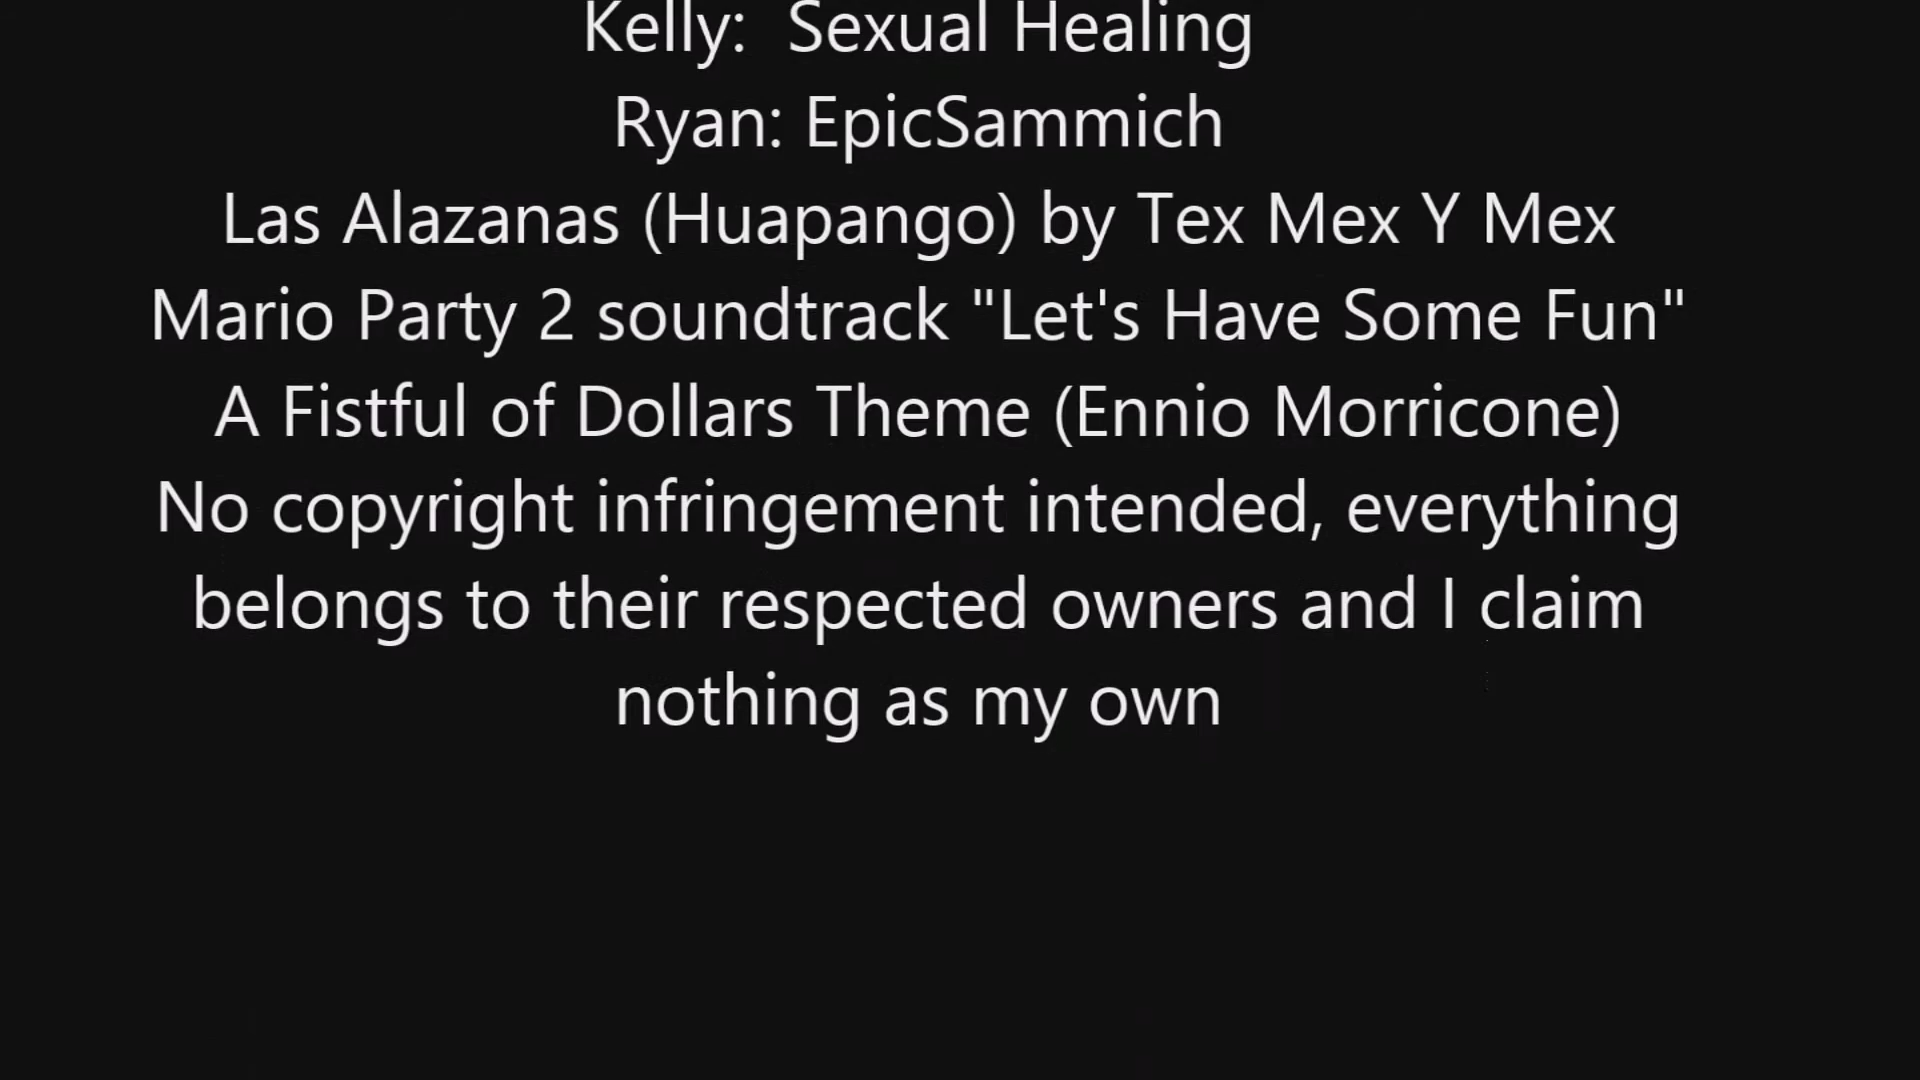 Kelly:  Sexual Healing
Ryan: EpicSammich
Las Alazanas (Huapango) by Tex Mex Y Mex
Mario Party 2 soundtrack "Let's Have Some Fun"
A Fistful of Dollars Theme (Ennio Morricone)
No copyright infringement intended, everything
belongs to their respected owners and I claim
nothing as my own